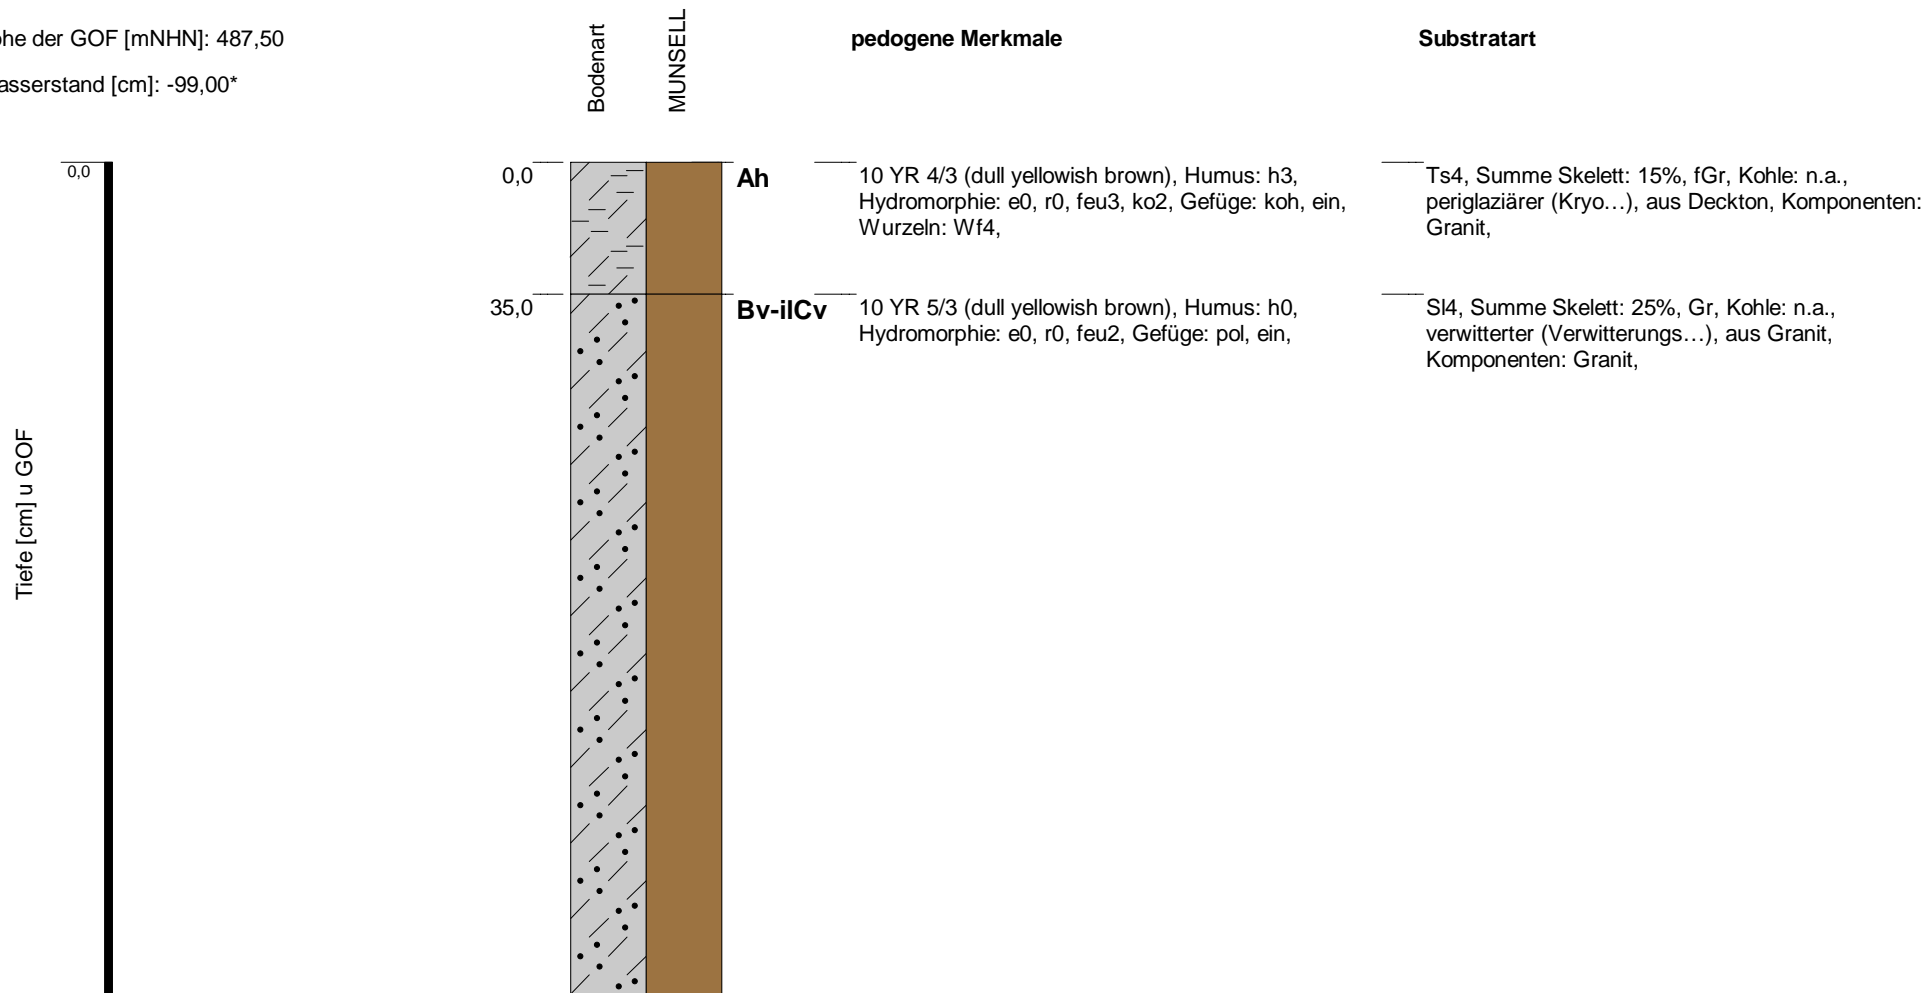 öhe der GOF [mNHN]: 487,50
asserstand [cm]: -99,00*
Bodenart
MUNSELL
pedogene Merkmale
Substratart
Tiefe [cm] u GOF
0,0
0,0
Ah
10 YR 4/3 (dull yellowish brown), Humus: h3,
Hydromorphie: e0, r0, feu3, ko2, Gefüge: koh, ein,
Wurzeln: Wf4,
Ts4, Summe Skelett: 15%, fGr, Kohle: n.a.,
periglaziärer (Kryo…), aus Deckton, Komponenten:
Granit,
35,0
Bv-ilCv
10 YR 5/3 (dull yellowish brown), Humus: h0,
Hydromorphie: e0, r0, feu2, Gefüge: pol, ein,
Sl4, Summe Skelett: 25%, Gr, Kohle: n.a.,
verwitterter (Verwitterungs…), aus Granit,
Komponenten: Granit,